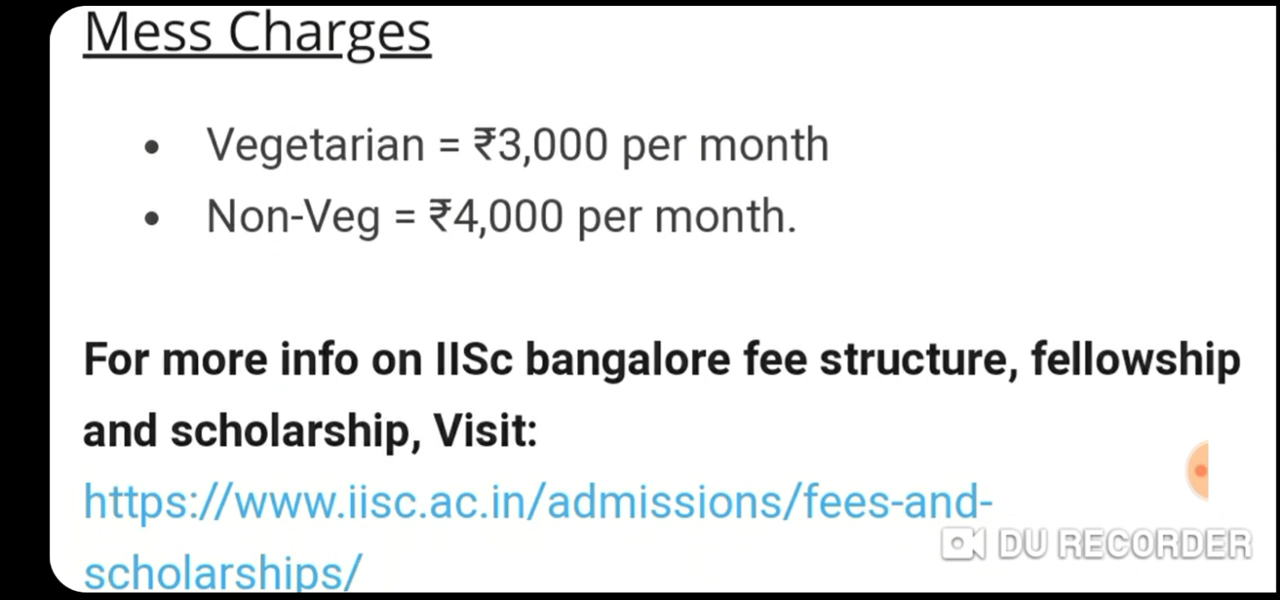 Mess Charges
• Vegetarian = ₹3,000 per month
• Non-Veg = ₹4,000 per month.
For more info on IISc bangalore fee structure, fellowship
and scholarship, Visit:
https://www.iisc.ac.in/admissions/fees-and-
scholarships/
DU RECORDER